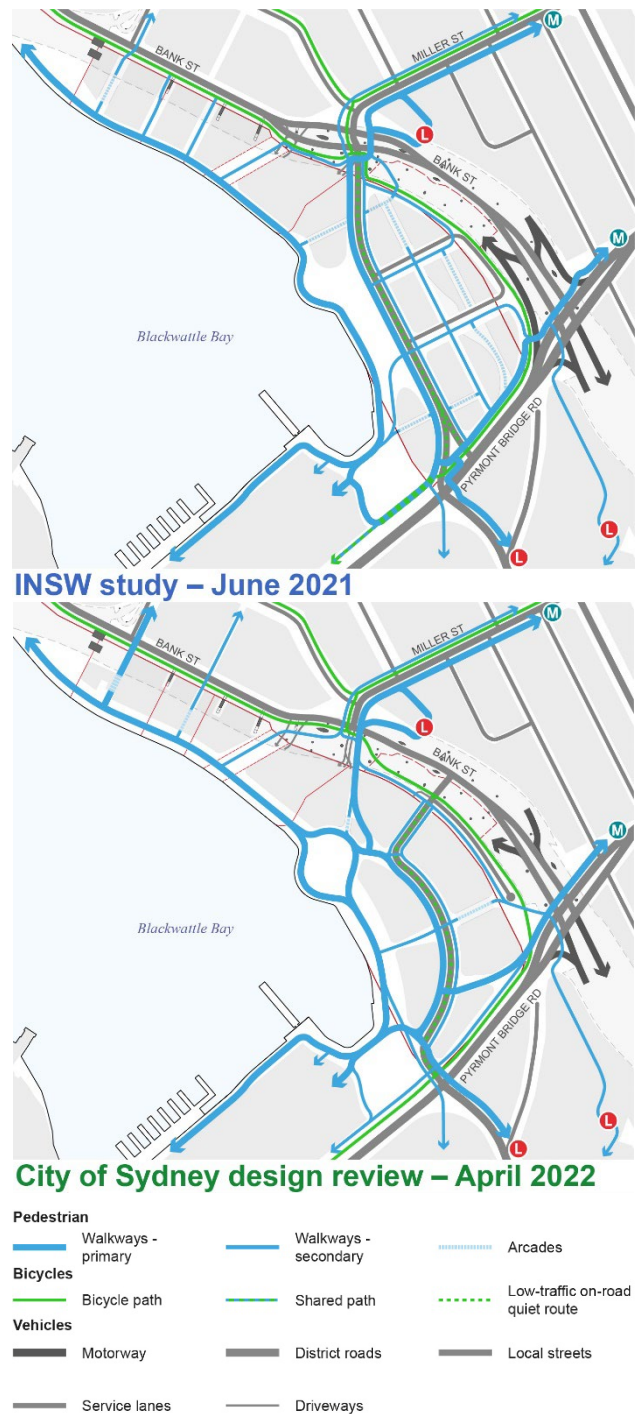 BANK ST
MILLER ST
M
L
BANK ST
M
Blackwattle Bay
PYRMONT BRIDGE RD
L
L
INSW study – June 2021
BANK ST
MILLER ST
M
L
BANK ST
M
Blackwattle Bay
PYRMONT BRIDGE RD
L
L
City of Sydney design review – April 2022
Pedestrian
Walkways -
primary
Walkways -
secondary
Arcades
Bicycles
Bicycle path
Shared path
Low-traffic on-road
quiet route
Vehicles
Motorway
District roads
Local streets
Service lanes
Driveways